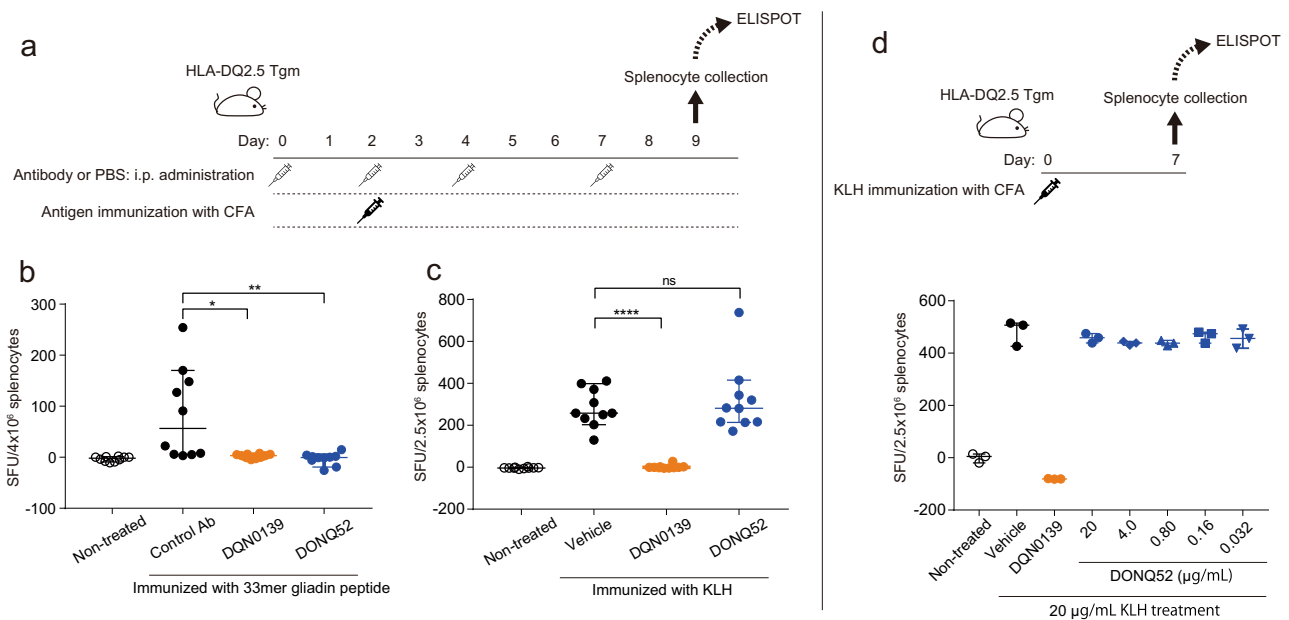 a
ELISPOT
HLA-DQ2.5 Tgm
Splenocyte collection
Day: 0 1 2 3 4 5 6 7 8 9
Antibody or PBS: i.p. administration
Antigen immunization with CFA
b
SFU/4x10⁶ splenocytes
300
200
100
0
-100
**
*
Non-treated
Control Ab
DQN0139
DONQ52
Immunized with 33mer gliadin peptide
c
SFU/2.5x10⁶ splenocytes
800
600
400
200
0
-200
ns
****
Non-treated
Vehicle
DQN0139
DONQ52
Immunized with KLH
d
ELISPOT
HLA-DQ2.5 Tgm
Splenocyte collection
Day: 0 7
KLH immunization with CFA
SFU/2.5x10⁶ splenocytes
600
400
200
0
-200
Non-treated
Vehicle
DQN0139
20
4.0
0.80
0.16
0.032
DONQ52 (μg/mL)
20 μg/mL KLH treatment